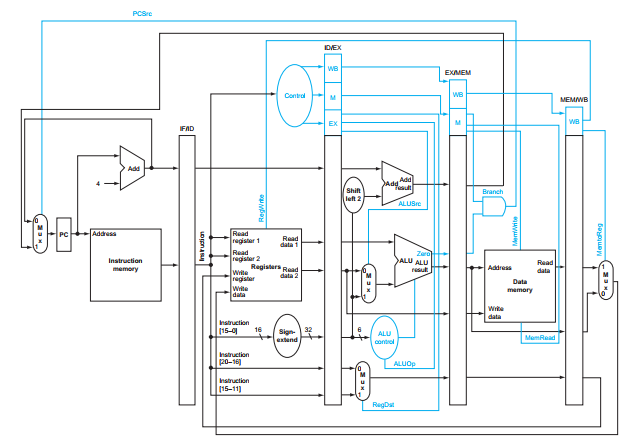 PCSrc
ID/EX
WB
EX/MEM
Control
M
WB
MEM/WB
EX
M
WB
IF/ID
Add
4
Add Add
result
Shift
left 2
ALUSrc
Branch
RegWrite
MemWrite
MemtoReg
0
M
u
x
1
PC
Address
Instruction
memory
Instruction
Read
register 1
Read
register 2
Registers
Write
register
Write
data
Read
data 1
Read
data 2
0
M
u
x
1
Zero
ALU ALU
result
Address
Read
data
Data
memory
Write
data
1
M
u
x
0
Instruction
[15–0]
16
Sign-
extend
32
6
ALU
control
MemRead
Instruction
[20–16]
ALUOp
Instruction
[15–11]
0
M
u
x
1
RegDst